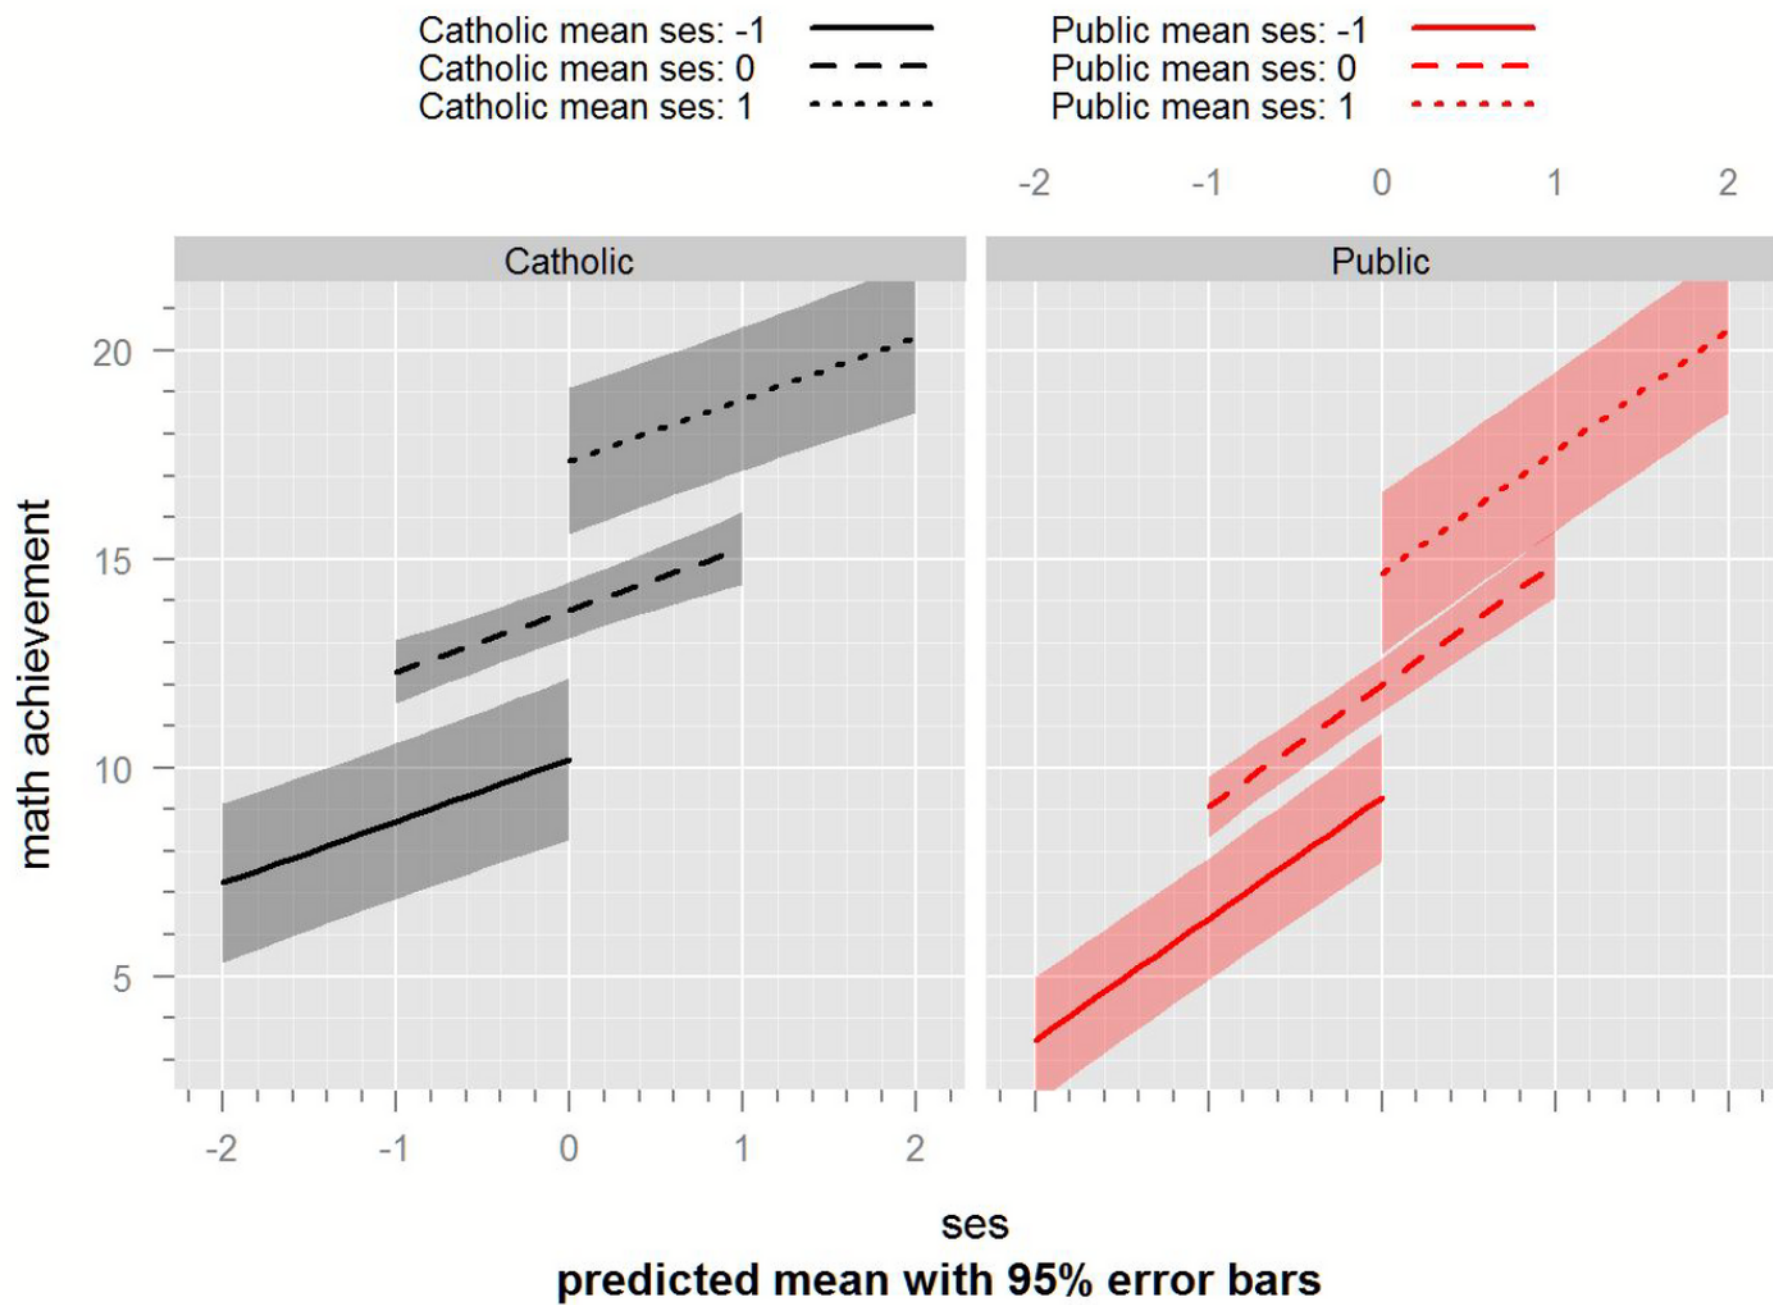 Catholic mean ses: -1
Catholic mean ses: 0
Catholic mean ses: 1
Public mean ses: -1
Public mean ses: 0
Public mean ses: 1
-2 -1 0 1 2
Catholic
Public
math achievement
20
15
10
5
-2 -1 0 1 2
ses
predicted mean with 95% error bars